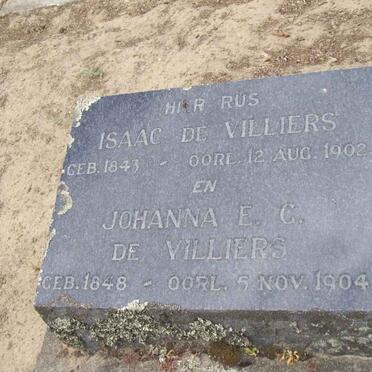 HIER RUS
ISAAC DE VILLIERS
GEB. 1843 - OORL. 12 AUG. 1902
EN
JOHANNA E. C.
DE VILLIERS
GEB. 1848 - OORL. 5 NOV. 1904